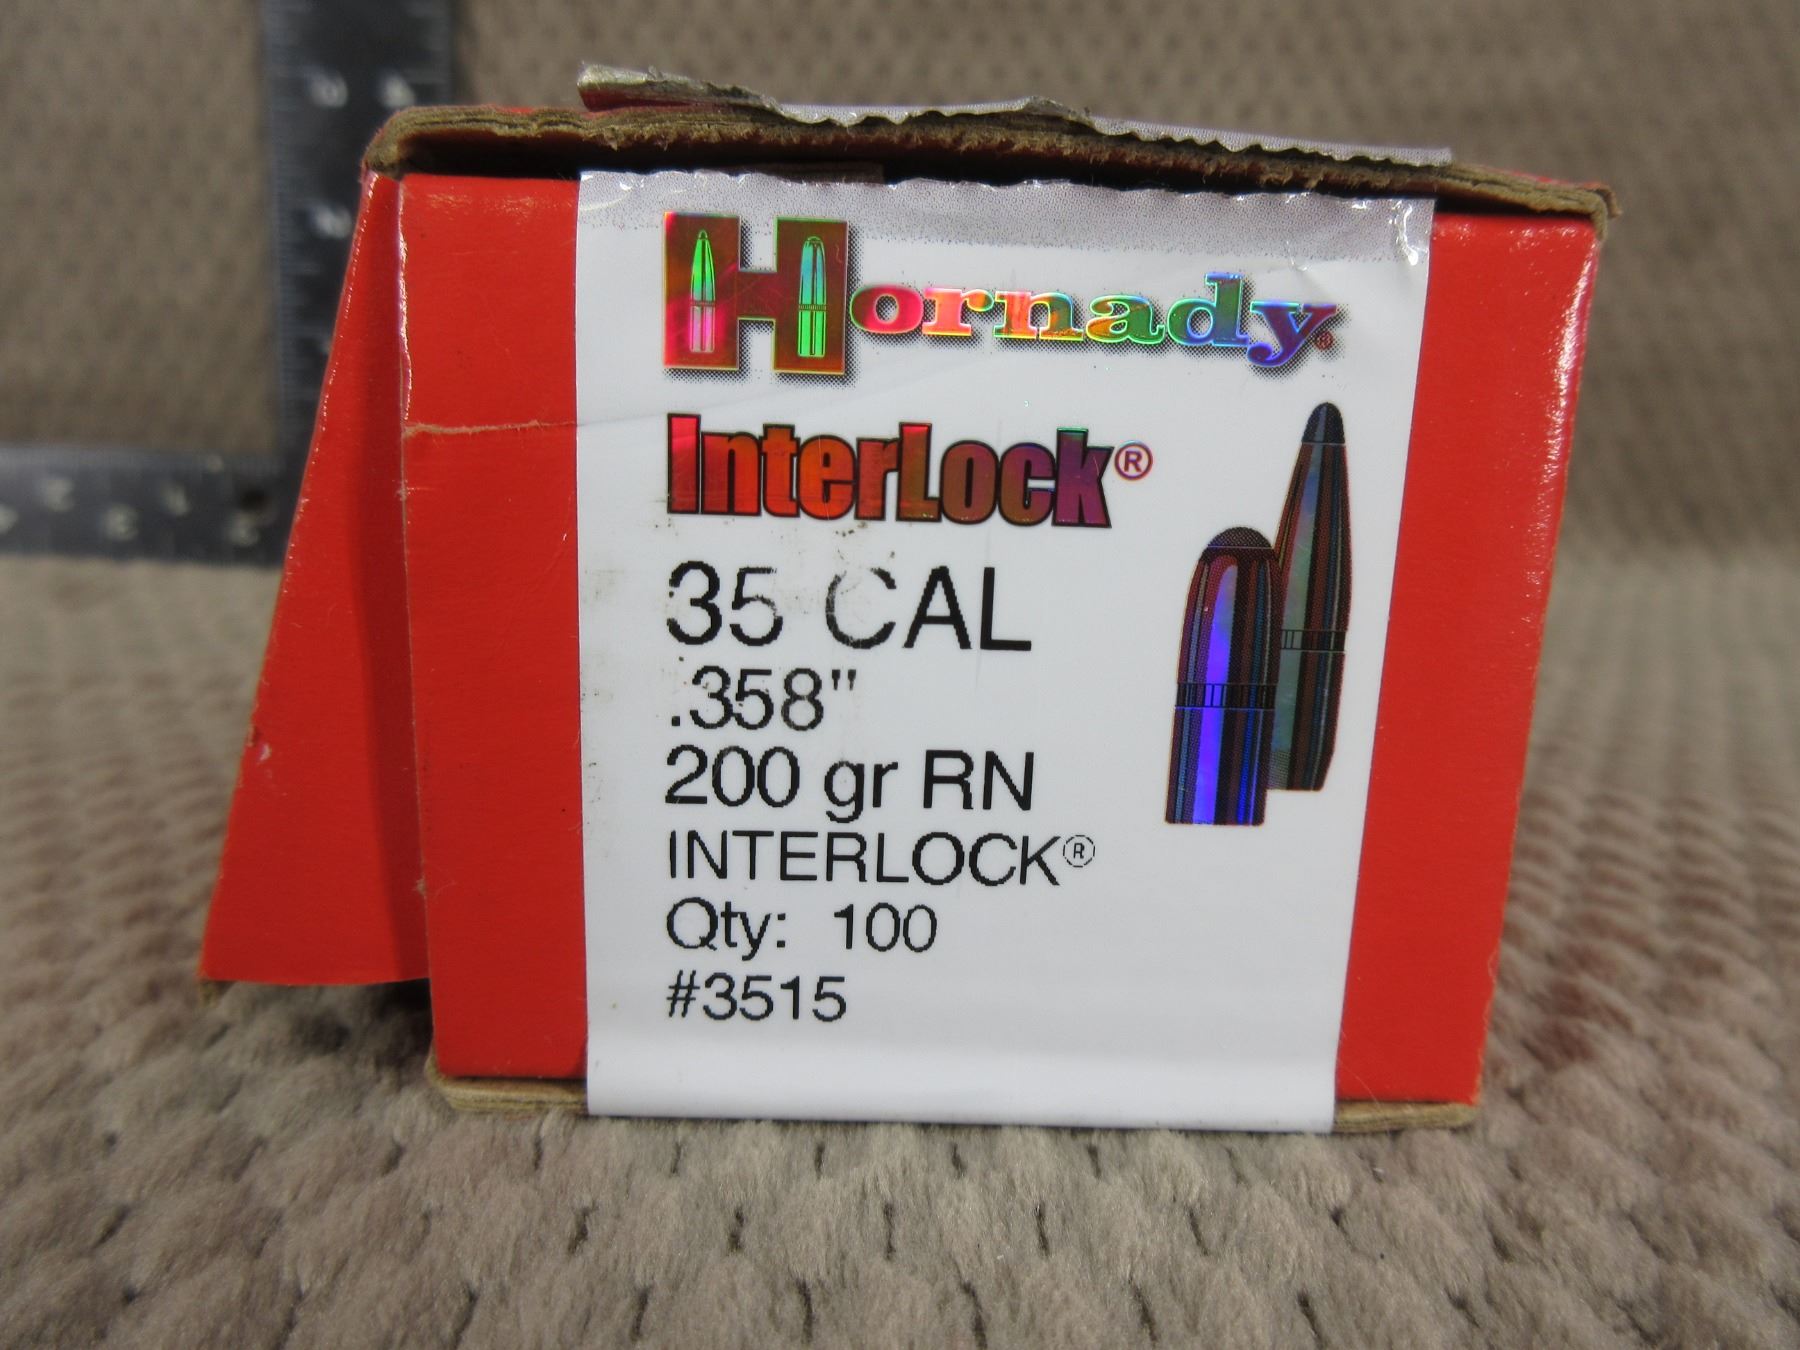 Hornady®
InterLock®
35 CAL
.358"
200 gr RN
INTERLOCK®
Qty: 100
#3515